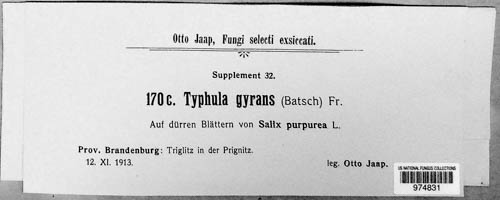 Otto Jaap, Fungi selecti exsiccati.
Supplement 32.
170 c. Typhula gyrans (Batsch) Fr.
Auf dürren Blättern von Salix purpurea L.
Prov. Brandenburg: Triglitz in der Prignitz.
12. XI. 1913. leg. Otto Jaap.
US NATIONAL FUNGUS COLLECTIONS
974831